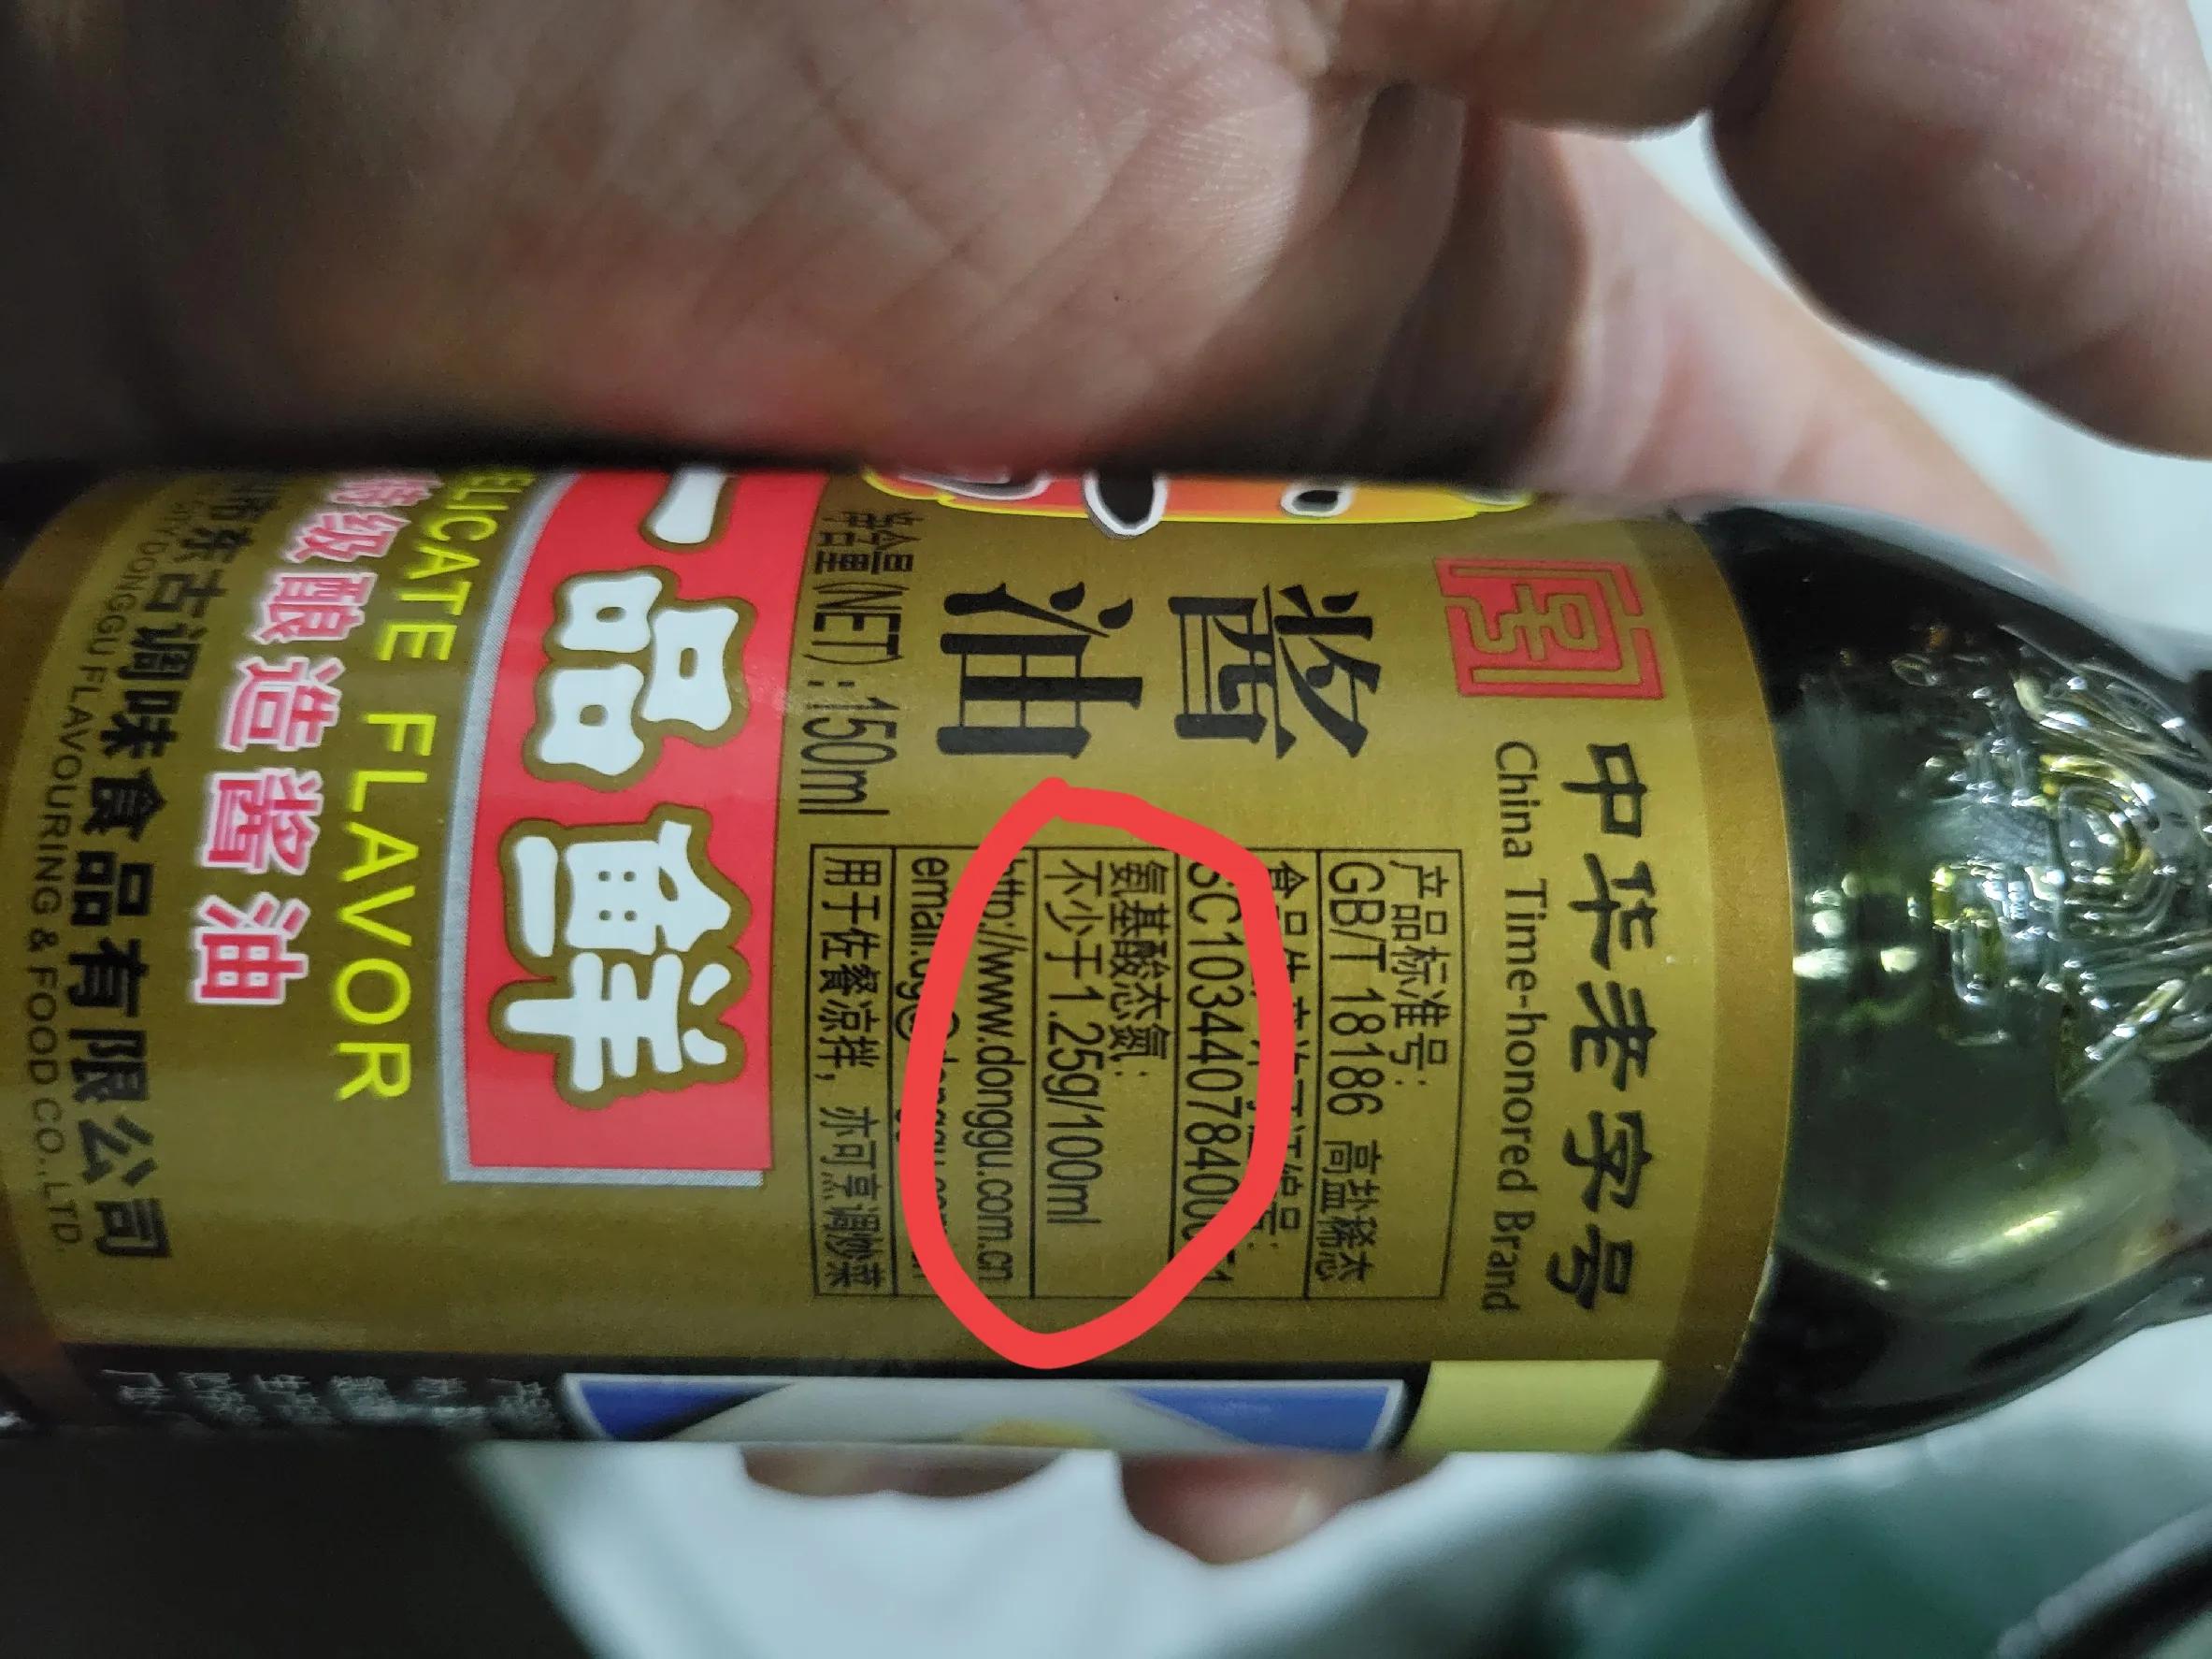 中华老字号
China Time-honored Brand
酱油
产品标准号：
GB/T 18186 高盐稀态
不少于1.25g/100ml
氨基酸态氮：
http://www.donggu.com.cn
用于佐餐凉拌，亦可烹调炒菜
净含量(NET)：150ml
一品鲜
DELICATE FLAVOR
特级酿造酱油
东古调味食品有限公司
DONGGU FLAVOURING & FOOD CO.,LTD.